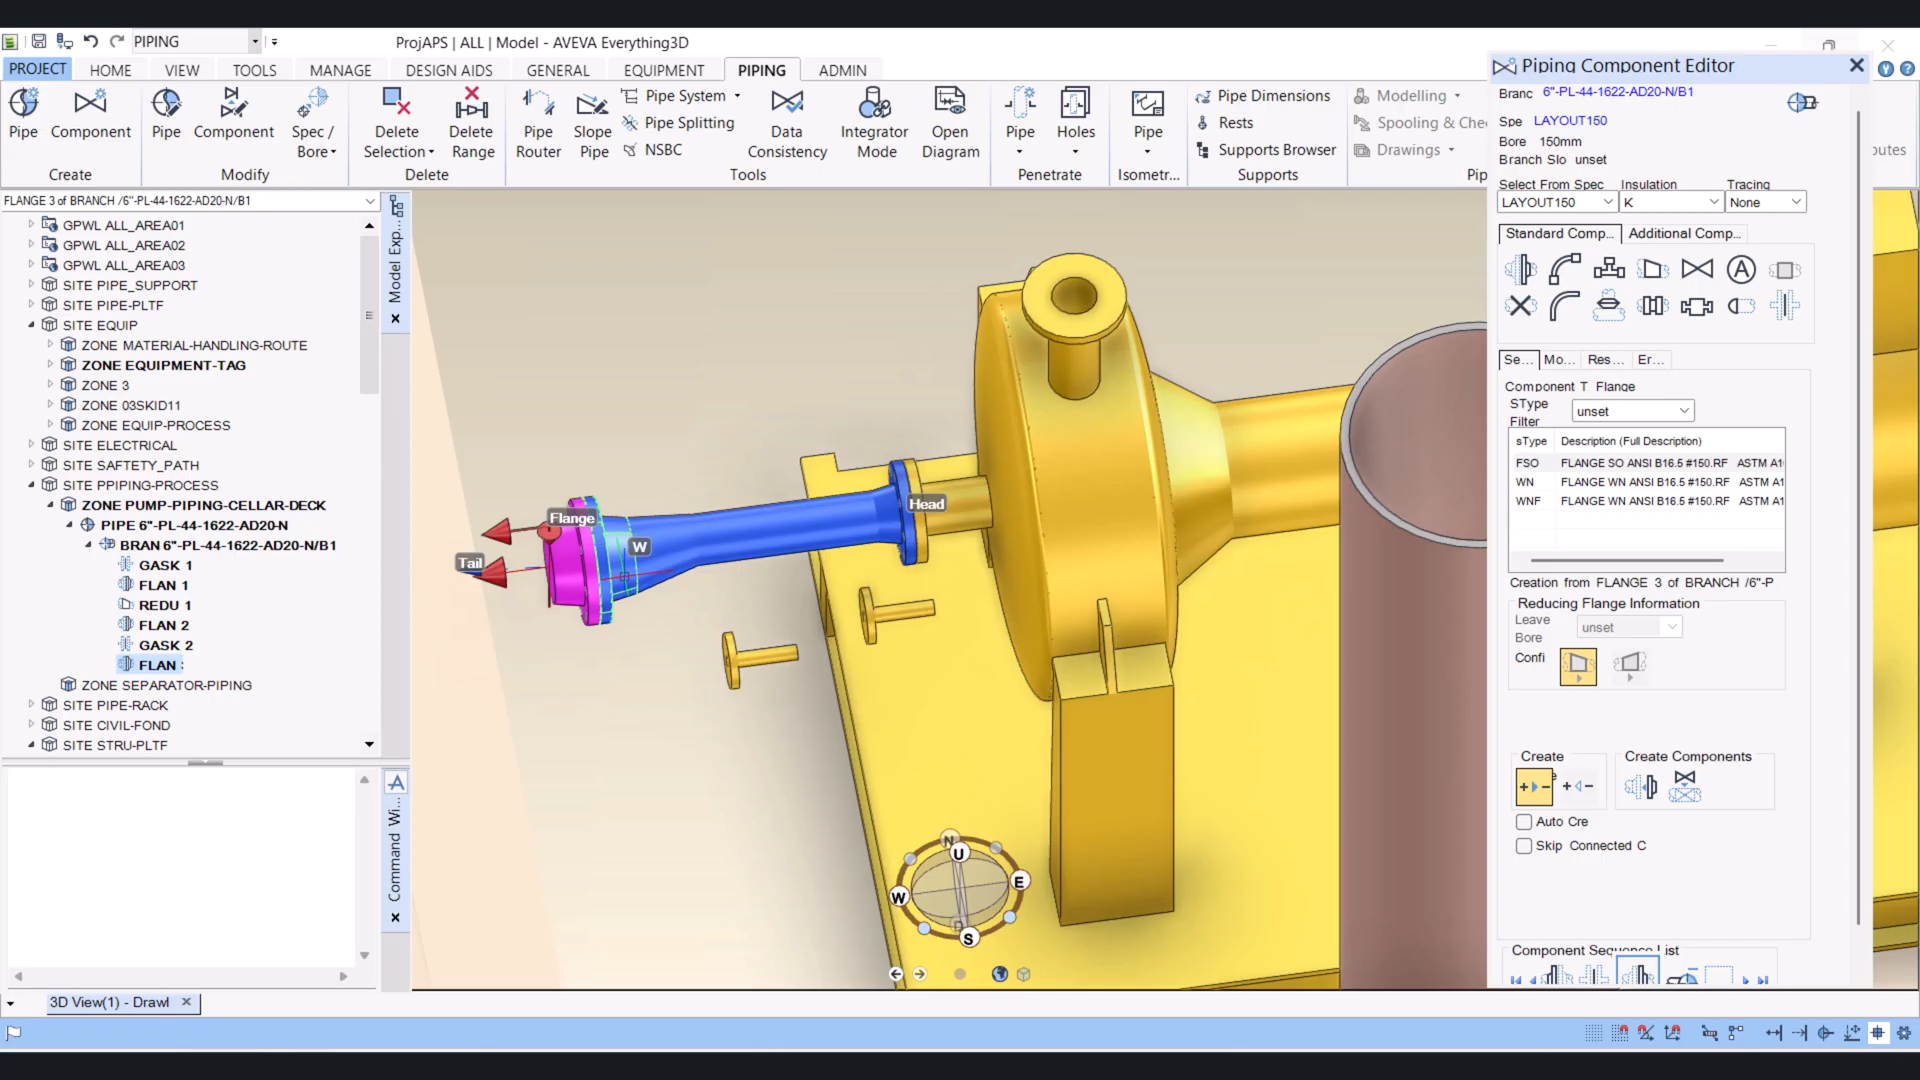 PIPING
ProjAPS | ALL | Model - AVEVA Everything3D
PROJECT
HOME
VIEW
TOOLS
MANAGE
DESIGN AIDS
GENERAL
EQUIPMENT
PIPING
ADMIN
Pipe
Component
Create
Pipe
Component
Spec /
Bore
Modify
Delete
Selection
Delete
Range
Delete
Pipe
Router
Slope
Pipe
Pipe System
Pipe Splitting
NSBC
Data
Consistency
Integrator
Mode
Open
Diagram
Tools
Pipe
Holes
Penetrate
Pipe
Isometr...
Pipe Dimensions
Rests
Supports Browser
Supports
Modelling
Spooling & Che
Drawings
Pip
butes
FLANGE 3 of BRANCH /6"-PL-44-1622-AD20-N/B1
GPWL ALL_AREA01
GPWL ALL_AREA02
GPWL ALL_AREA03
SITE PIPE_SUPPORT
SITE PIPE-PLTF
SITE EQUIP
ZONE MATERIAL-HANDLING-ROUTE
ZONE EQUIPMENT-TAG
ZONE 3
ZONE 03SKID11
ZONE EQUIP-PROCESS
SITE ELECTRICAL
SITE SAFTETY_PATH
SITE PPIPING-PROCESS
ZONE PUMP-PIPING-CELLAR-DECK
PIPE 6"-PL-44-1622-AD20-N
BRAN 6"-PL-44-1622-AD20-N/B1
GASK 1
FLAN 1
REDU 1
FLAN 2
GASK 2
FLAN :
ZONE SEPARATOR-PIPING
SITE PIPE-RACK
SITE CIVIL-FOND
SITE STRU-PLTF
Model Exp...
Command Wi...
Flange
W
Tail
Head
N
U
E
W
D
S
Piping Component Editor
Branc 6"-PL-44-1622-AD20-N/B1
Spe LAYOUT150
Bore 150mm
Branch Slo unset
Select From Spec
Insulation
Tracing
LAYOUT150
K
None
Standard Comp...
Additional Comp...
A
Se...
Mo...
Res...
Er...
Component T Flange
SType
Filter
unset
sType Description (Full Description)
FSO FLANGE SO ANSI B16.5 #150.RF ASTM A1
WN FLANGE WN ANSI B16.5 #150.RF ASTM A1
WNF FLANGE WN ANSI B16.5 #150.RF ASTM A1
Creation from FLANGE 3 of BRANCH /6"-P
Reducing Flange Information
Leave
Bore
unset
Confi
Create
Create Components
Auto Cre
Skip Connected C
Component Sequence List
3D View(1) - Drawl